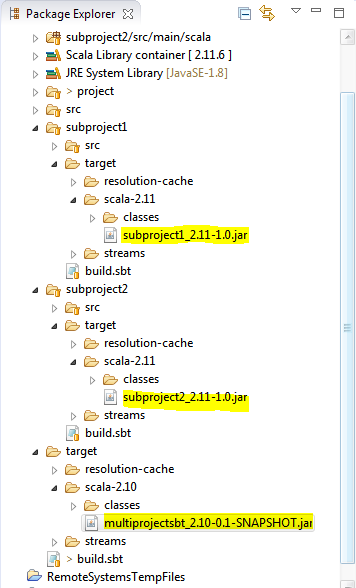 Package Explorer
subproject2/src/main/scala
Scala Library container [ 2.11.6 ]
JRE System Library [JavaSE-1.8]
> project
src
subproject1
src
target
resolution-cache
scala-2.11
classes
subproject1_2.11-1.0.jar
streams
build.sbt
subproject2
src
target
resolution-cache
scala-2.11
classes
subproject2_2.11-1.0.jar
streams
build.sbt
target
resolution-cache
scala-2.10
classes
multiprojectsbt_2.10-0.1-SNAPSHOT.jar
streams
> build.sbt
RemoteSystemsTempFiles